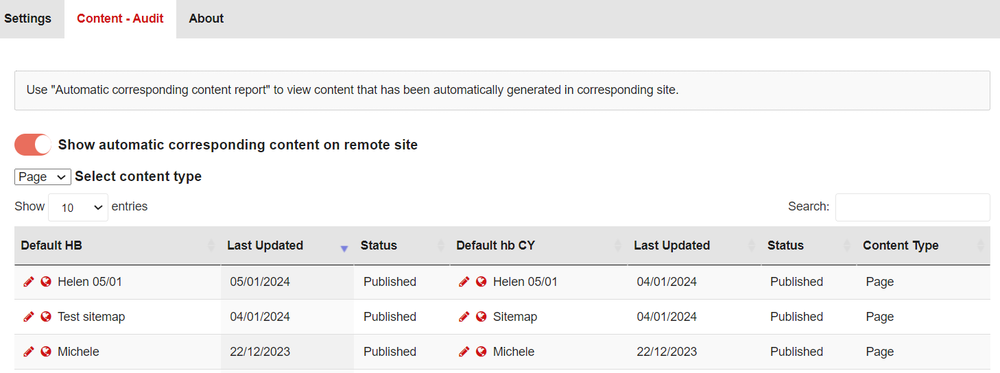 Settings Content - Audit About
Use "Automatic corresponding content report" to view content that has been automatically generated in corresponding site.
Show automatic corresponding content on remote site
Page Select content type
Show 10 entries Search:
Default HB Last Updated Status Default hb CY Last Updated Status Content Type
Helen 05/01 05/01/2024 Published Helen 05/01 04/01/2024 Published Page
Test sitemap 04/01/2024 Published Sitemap 04/01/2024 Published Page
Michele 22/12/2023 Published Michele 22/12/2023 Published Page